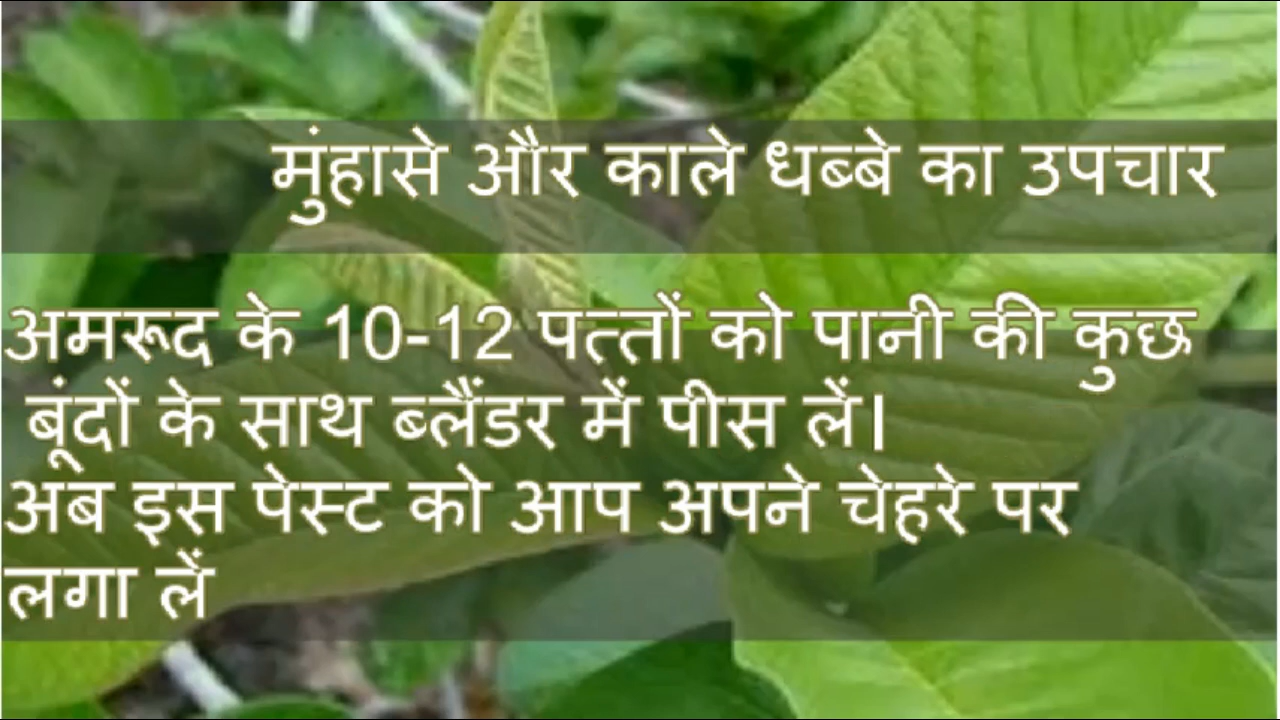 मुंहासे और काले धब्बे का उपचार
अमरूद के 10-12 पत्तों को पानी की कुछ
बूंदों के साथ ब्लैंडर में पीस लें।
अब इस पेस्ट को आप अपने चेहरे पर
लगा लें